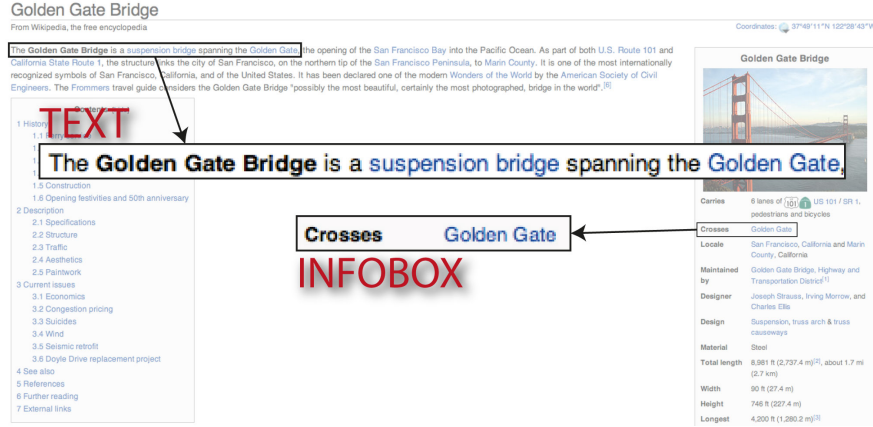 Golden Gate Bridge
From Wikipedia, the free encyclopedia
Coordinates: 37°49′11″N 122°28′43″W
The Golden Gate Bridge is a suspension bridge spanning the Golden Gate, the opening of the San Francisco Bay into the Pacific Ocean. As part of both U.S. Route 101 and
California State Route 1, the structure links the city of San Francisco, on the northern tip of the San Francisco Peninsula, to Marin County. It is one of the most internationally
recognized symbols of San Francisco, California, and of the United States. It has been declared one of the modern Wonders of the World by the American Society of Civil
Engineers. The Frommers travel guide considers the Golden Gate Bridge "possibly the most beautiful, certainly the most photographed, bridge in the world".[6]
Contents
TEXT
1 History
1.1
The Golden Gate Bridge is a suspension bridge spanning the Golden Gate,
1.5 Construction
1.6 Opening festivities and 50th anniversary
2 Description
2.1 Specifications
2.2 Structure
2.3 Traffic
2.4 Aesthetics
2.5 Paintwork
3 Current issues
3.1 Economics
3.2 Congestion pricing
3.3 Suicides
3.4 Wind
3.5 Seismic retrofit
3.6 Doyle Drive replacement project
4 See also
5 References
6 Further reading
7 External links
Crosses Golden Gate
INFOBOX
Golden Gate Bridge
Carries 6 lanes of 101 1 US 101 / SR 1,
pedestrians and bicycles
Crosses Golden Gate
Locale San Francisco, California and Marin
County, California
Maintained Golden Gate Bridge, Highway and
by Transportation District[1]
Designer Joseph Strauss, Irving Morrow, and
Charles Ellis
Design Suspension, truss arch & truss
causeways
Material Steel
Total length 8,981 ft (2,737.4 m)[2], about 1.7 mi
(2.7 km)
Width 90 ft (27.4 m)
Height 746 ft (227.4 m)
Longest 4,200 ft (1,280.2 m)[3]